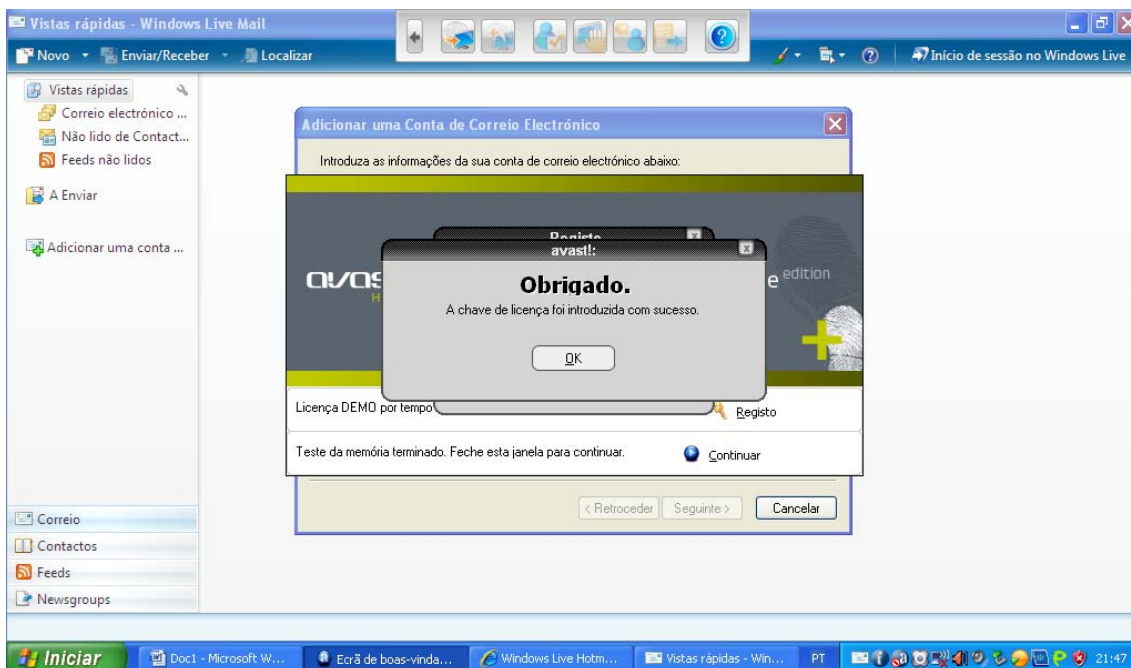 Vistas rápidas - Windows Live Mail
Novo
Enviar/Receber
Localizar
Início de sessão no Windows Live
Vistas rápidas
Correio electrónico ...
Não lido de Contact...
Feeds não lidos
A Enviar
Adicionar uma conta ...
Correio
Contactos
Feeds
Newsgroups
Adicionar uma Conta de Correio Electrónico
Introduza as informações da sua conta de correio electrónico abaixo:
Registo
avast!:
Obrigado.
A chave de licença foi introduzida com sucesso.
OK
avas
H
e edition
Licença DEMO por tempo
Registo
Teste da memória terminado. Feche esta janela para continuar.
Continuar
< Retroceder
Seguinte >
Cancelar
Iniciar
Doc1 - Microsoft W...
Ecrã de boas-vinda...
Windows Live Hotm...
Vistas rápidas - Win...
PT
21:47